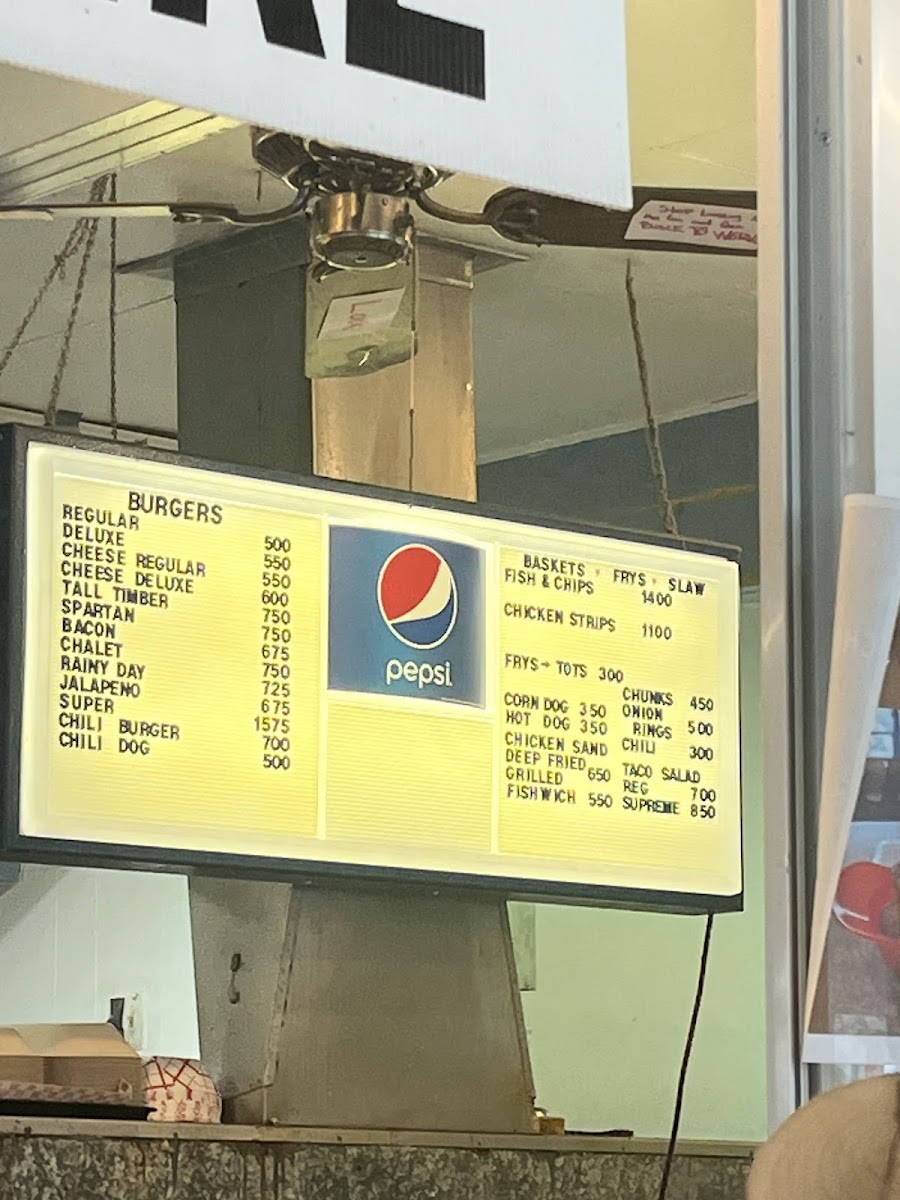 BURGERS
REGULAR 500
DELUXE 550
CHEESE REGULAR 550
CHEESE DELUXE 600
TALL TIMBER 750
SPARTAN 750
BACON 675
CHALET 750
RAINY DAY 725
JALAPENO 675
SUPER 1575
CHILI BURGER 700
CHILI DOG 500
pepsi
BASKETS · FRYS · SLAW
FISH & CHIPS 1400
CHICKEN STRIPS 1100
FRYS - TOTS 300
CORN DOG 350
HOT DOG 350
CHICKEN SAND
DEEP FRIED 650
GRILLED
FISHWICH 550
CHUNKS 450
ONION
RINGS 500
CHILI 300
TACO SALAD
REG 700
SUPREME 850